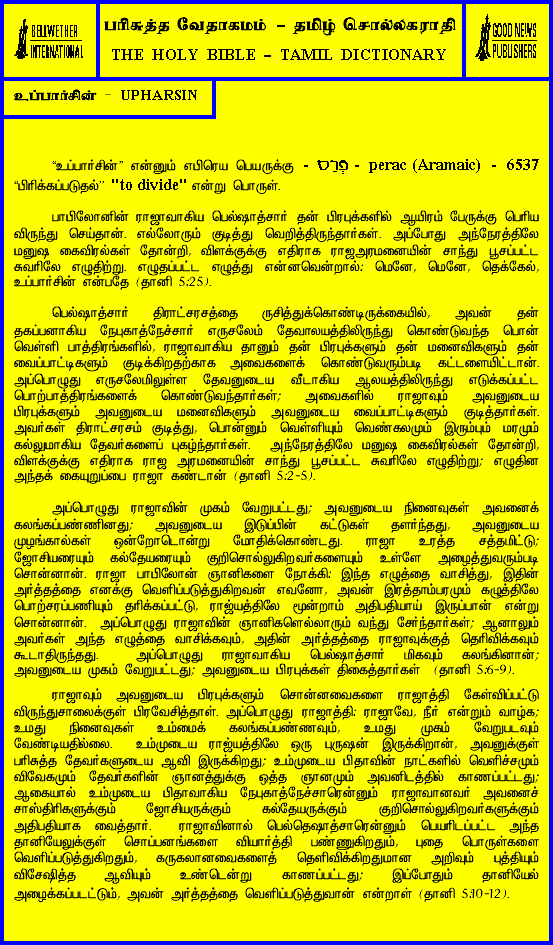 BELLWETHER
INTERNATIONAL
பரிசுத்த வேதாகமம் – தமிழ் சொல்லகராதி
THE HOLY BIBLE – TAMIL DICTIONARY
GOOD NEWS
PUBLISHERS
உப்பார்சின் - UPHARSIN
“உப்பார்சின்” என்னும் எபிரெய பெயருக்கு - פְּרַס - perac (Aramaic) - 6537
“பிரிக்கப்படுதல்” "to divide" என்று பொருள்.
பாபிலோனின் ராஜாவாகிய பெல்ஷாத்சார் தன் பிரபுக்களில் ஆயிரம் பேருக்கு பெரிய
விருந்து செய்தான். எல்லோரும் குடித்து வெறித்திருந்தார்கள். அப்போது அந்நேரத்திலே
மனுஷ கைவிரல்கள் தோன்றி, விளக்குக்கு எதிராக ராஜஅரமனையின் சாந்து பூசப்பட்ட
சுவரிலே எழுதிற்று. எழுதப்பட்ட எழுத்து என்னவென்றால்: மெனே, மெனே, தெக்கேல்,
உப்பார்சின் என்பதே (தானி 5:25).
பெல்ஷாத்சார் திராட்சரசத்தை ருசித்துக்கொண்டிருக்கையில், அவன் தன்
தகப்பனாகிய நேபுகாத்நேச்சார் எருசலேம் தேவாலயத்திலிருந்து கொண்டுவந்த பொன்
வெள்ளி பாத்திரங்களில், ராஜாவாகிய தானும் தன் பிரபுக்களும் தன் மனைவிகளும் தன்
வைப்பாட்டிகளும் குடிக்கிறதற்காக அவைகளைக் கொண்டுவரும்படி கட்டளையிட்டான்.
அப்பொழுது எருசலேமிலுள்ள தேவனுடைய வீடாகிய ஆலயத்திலிருந்து எடுக்கப்பட்ட
பொற்பாத்திரங்களைக் கொண்டுவந்தார்கள்; அவைகளில் ராஜாவும் அவனுடைய
பிரபுக்களும் அவனுடைய மனைவிகளும் அவனுடைய வைப்பாட்டிகளும் குடித்தார்கள்.
அவர்கள் திராட்சரசம் குடித்து, பொன்னும் வெள்ளியும் வெண்கலமும் இரும்பும் மரமும்
கல்லுமாகிய தேவர்களைப் புகழ்ந்தார்கள். அந்நேரத்திலே மனுஷ கைவிரல்கள் தோன்றி,
விளக்குக்கு எதிராக ராஜ அரமனையின் சாந்து பூசப்பட்ட சுவரிலே எழுதிற்று; எழுதின
அந்தக் கையுறுப்பை ராஜா கண்டான் (தானி 5:2-5).
அப்பொழுது ராஜாவின் முகம் வேறுபட்டது; அவனுடைய நினைவுகள் அவனைக்
கலங்கப்பண்ணினது; அவனுடைய இடுப்பின் கட்டுகள் தளர்ந்தது, அவனுடைய
முழங்கால்கள் ஒன்றோடொன்று மோதிக்கொண்டது. ராஜா உரத்த சத்தமிட்டு;
ஜோசியரையும் கல்தேயரையும் குறிசொல்லுகிறவர்களையும் உள்ளே அழைத்துவரும்படி
சொன்னான். ராஜா பாபிலோன் ஞானிகளை நோக்கி: இந்த எழுத்தை வாசித்து, இதின்
அர்த்தத்தை எனக்கு வெளிப்படுத்துகிறவன் எவனோ, அவன் இரத்தாம்பரமும் கழுத்திலே
பொற்சரப்பணியும் தரிக்கப்பட்டு, ராஜ்யத்திலே மூன்றாம் அதிபதியாய் இருப்பான் என்று
சொன்னான். அப்பொழுது ராஜாவின் ஞானிகளெல்லாரும் வந்து சேர்ந்தார்கள்; ஆனாலும்
அவர்கள் அந்த எழுத்தை வாசிக்கவும், அதின் அர்த்தத்தை ராஜாவுக்குத் தெரிவிக்கவும்
கூடாதிருந்தது. அப்பொழுது ராஜாவாகிய பெல்ஷாத்சார் மிகவும் கலங்கினான்;
அவனுடைய முகம் வேறுபட்டது; அவனுடைய பிரபுக்கள் திகைத்தார்கள் (தானி 5:6-9).
ராஜாவும் அவனுடைய பிரபுக்களும் சொன்னவைகளை ராஜாத்தி கேள்விப்பட்டு
விருந்துசாலைக்குள் பிரவேசித்தாள். அப்பொழுது ராஜாத்தி: ராஜாவே, நீர் என்றும் வாழ்க;
உமது நினைவுகள் உம்மைக் கலங்கப்பண்ணவும், உமது முகம் வேறுபடவும்
வேண்டியதில்லை. உம்முடைய ராஜ்யத்திலே ஒரு புருஷன் இருக்கிறான், அவனுக்குள்
பரிசுத்த தேவர்களுடைய ஆவி இருக்கிறது; உம்முடைய பிதாவின் நாட்களில் வெளிச்சமும்
விவேகமும் தேவர்களின் ஞானத்துக்கு ஒத்த ஞானமும் அவனிடத்தில் காணப்பட்டது;
ஆகையால் உம்முடைய பிதாவாகிய நேபுகாத்நேச்சாரென்னும் ராஜாவானவர் அவனைச்
சாஸ்திரிகளுக்கும் ஜோசியருக்கும் கல்தேயருக்கும் குறிசொல்லுகிறவர்களுக்கும்
அதிபதியாக வைத்தார். ராஜாவினால் பெல்தெஷாத்சாரென்னும் பெயரிடப்பட்ட அந்த
தானியேலுக்குள் சொப்பனங்களை வியார்த்தி பண்ணுகிறதும், புதை பொருள்களை
வெளிப்படுத்துகிறதும், கருகலானவைகளைத் தெளிவிக்கிறதுமான அறிவும் புத்தியும்
விசேஷித்த ஆவியும் உண்டென்று காணப்பட்டது; இப்போதும் தானியேல்
அழைக்கப்படட்டும், அவன் அர்த்தத்தை வெளிப்படுத்துவான் என்றாள் (தானி 5:10-12).